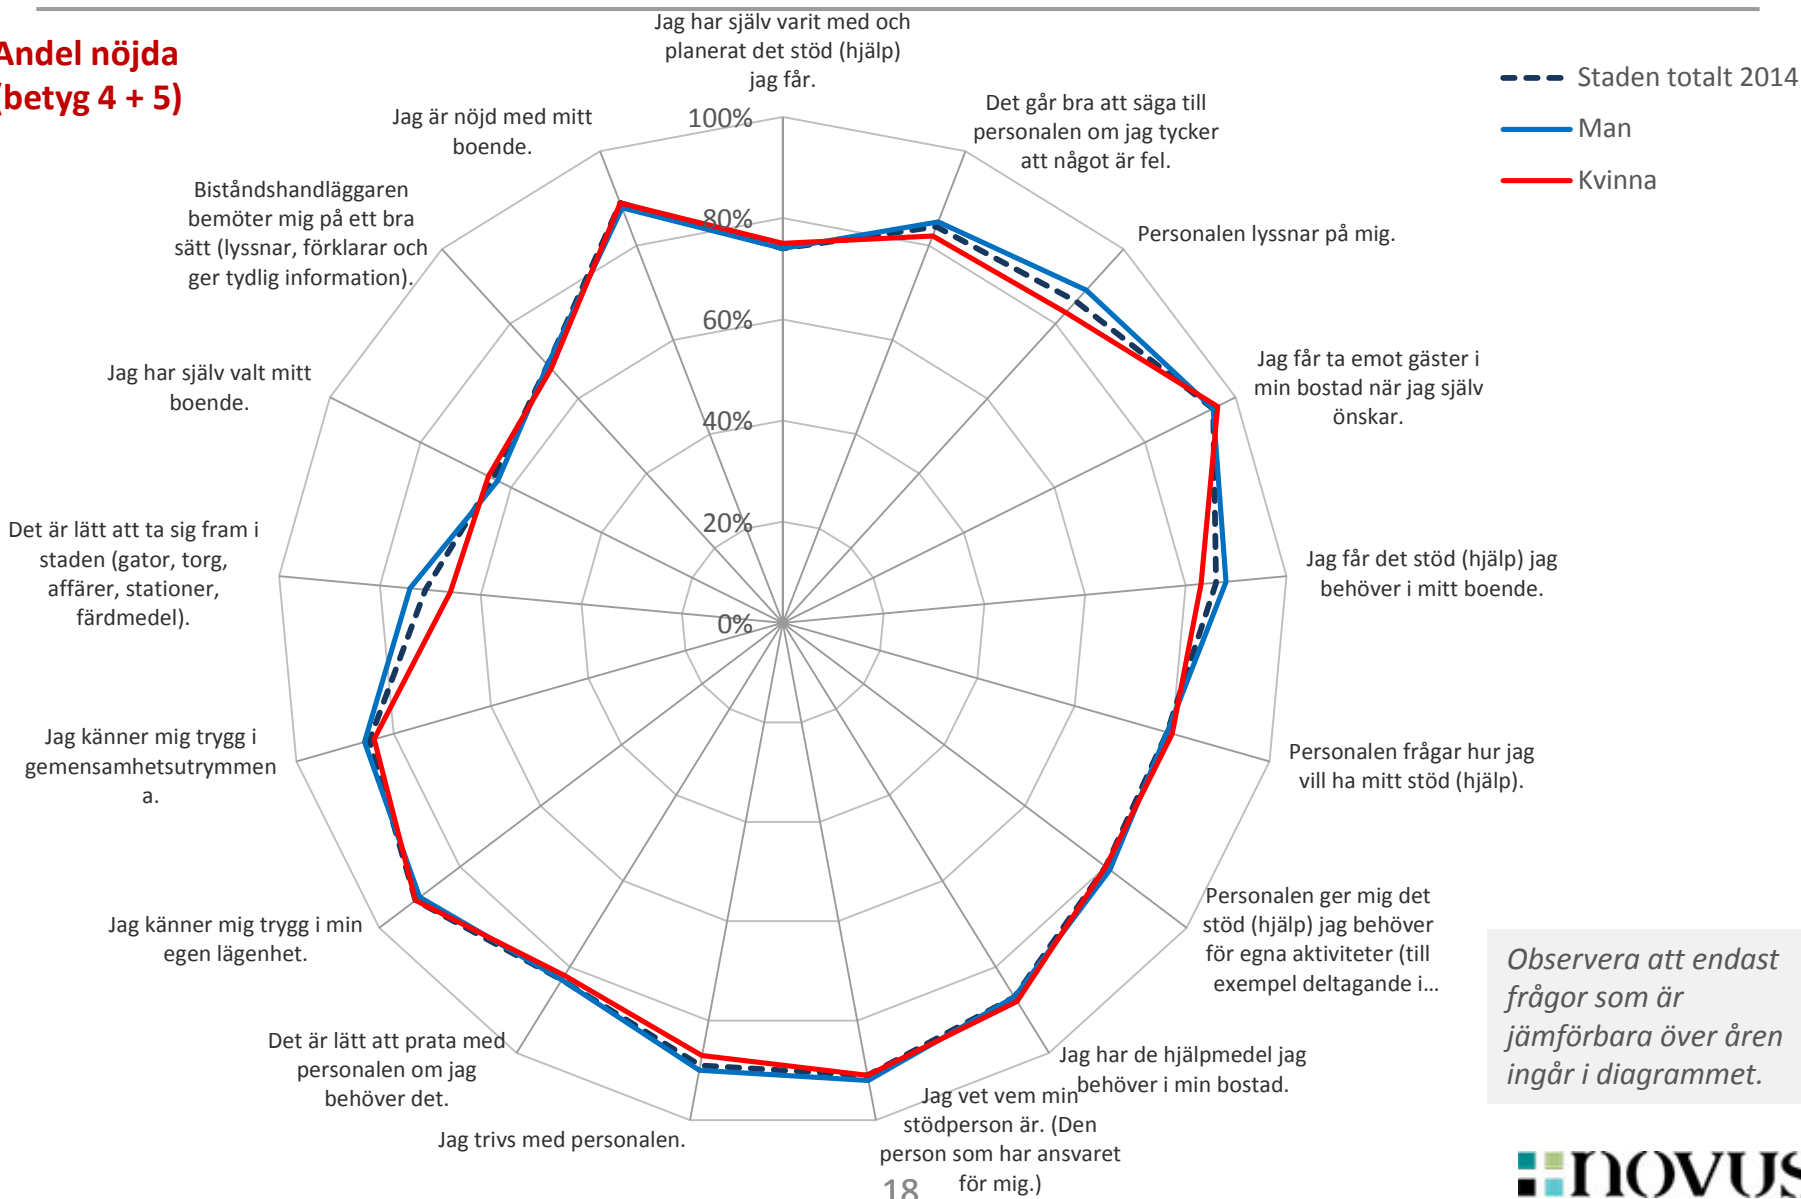 Andel nöjda
(betyg 4 + 5)
Jag har själv varit med och
planerat det stöd (hjälp)
jag får.
Det går bra att säga till
personalen om jag tycker
att något är fel.
Personalen lyssnar på mig.
Jag får ta emot gäster i
min bostad när jag själv
önskar.
Jag får det stöd (hjälp) jag
behöver i mitt boende.
Personalen frågar hur jag
vill ha mitt stöd (hjälp).
Personalen ger mig det
stöd (hjälp) jag behöver
för egna aktiviteter (till
exempel deltagande i…
Jag har de hjälpmedel jag
behöver i min bostad.
Jag vet vem min
stödperson är. (Den
person som har ansvaret
för mig.)
Jag trivs med personalen.
Det är lätt att prata med
personalen om jag
behöver det.
Jag känner mig trygg i min
egen lägenhet.
Jag känner mig trygg i
gemensamhetsutrymmen
a.
Det är lätt att ta sig fram i
staden (gator, torg,
affärer, stationer,
färdmedel).
Jag har själv valt mitt
boende.
Biståndshandläggaren
bemöter mig på ett bra
sätt (lyssnar, förklarar och
ger tydlig information).
Jag är nöjd med mitt
boende.
100%
80%
60%
40%
20%
0%
Staden totalt 2014
Man
Kvinna
Observera att endast
frågor som är
jämförbara över åren
ingår i diagrammet.
18
novus